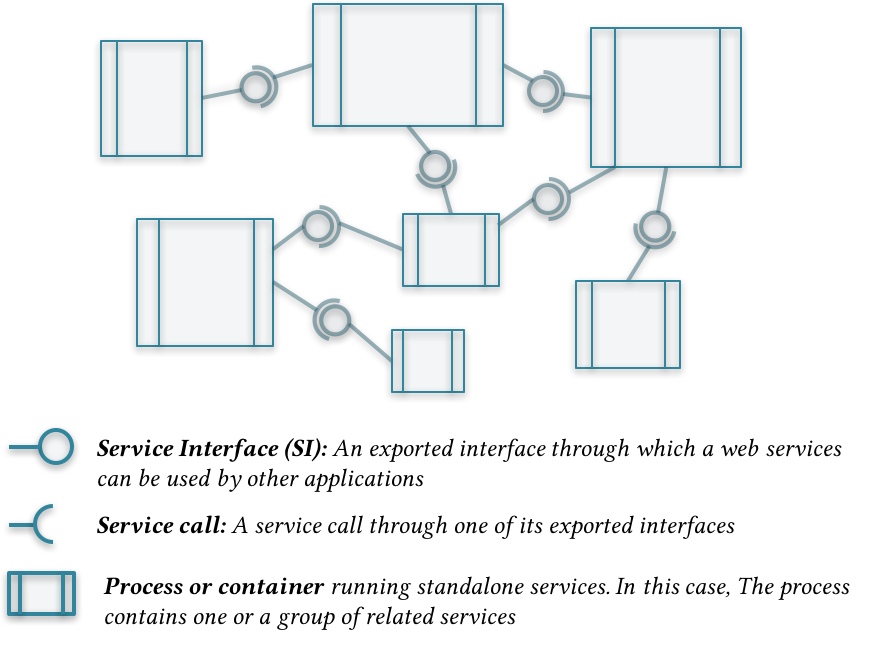 Service Interface (SI): An exported interface through which a web services
can be used by other applications
Service call: A service call through one of its exported interfaces
Process or container running standalone services. In this case, The process
contains one or a group of related services